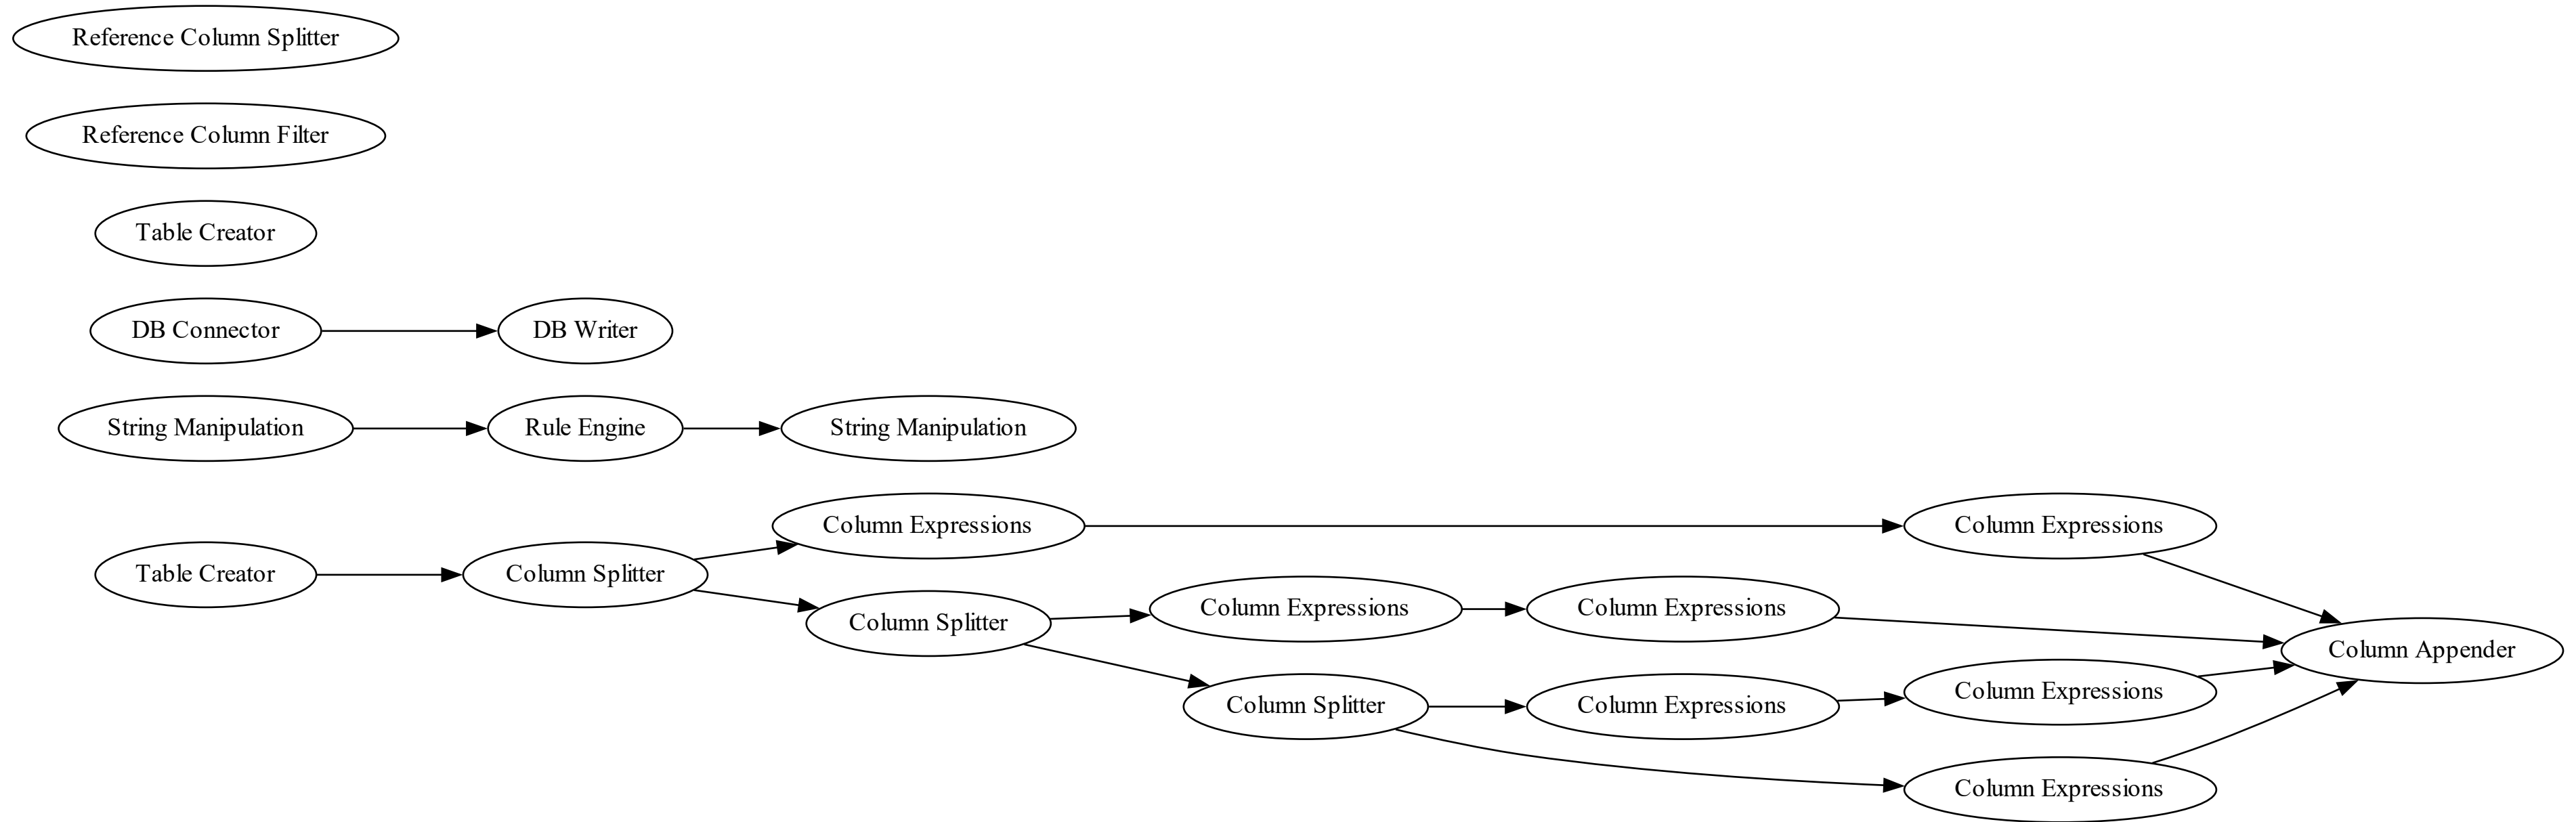 Reference Column Splitter
Reference Column Filter
Table Creator
DB Connector
DB Writer
String Manipulation
Rule Engine
String Manipulation
Table Creator
Column Splitter
Column Expressions
Column Expressions
Column Splitter
Column Expressions
Column Expressions
Column Appender
Column Splitter
Column Expressions
Column Expressions
Column Expressions